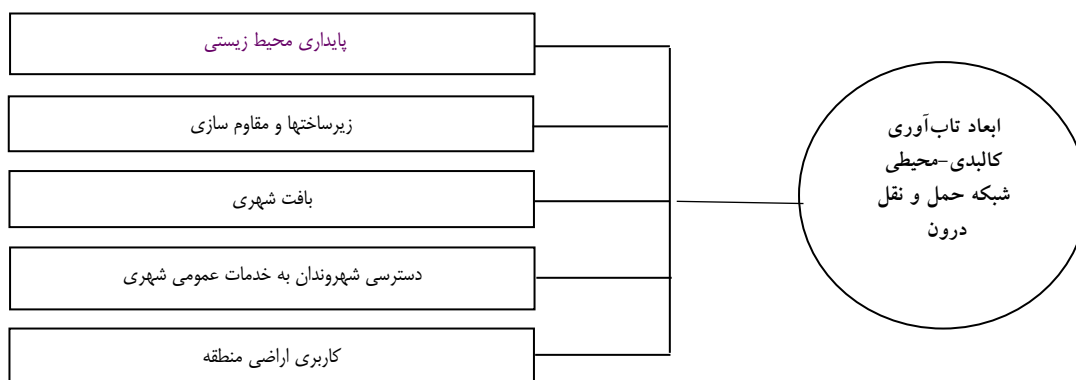 پایداری محیط زیستی
زیرساختها و مقاوم سازی
بافت شهری
دسترسی شهروندان به خدمات عمومی شهری
کاربری اراضی منطقه
ابعاد تاب‌آوری
کالبدی-محیطی
شبکه حمل و نقل
درون